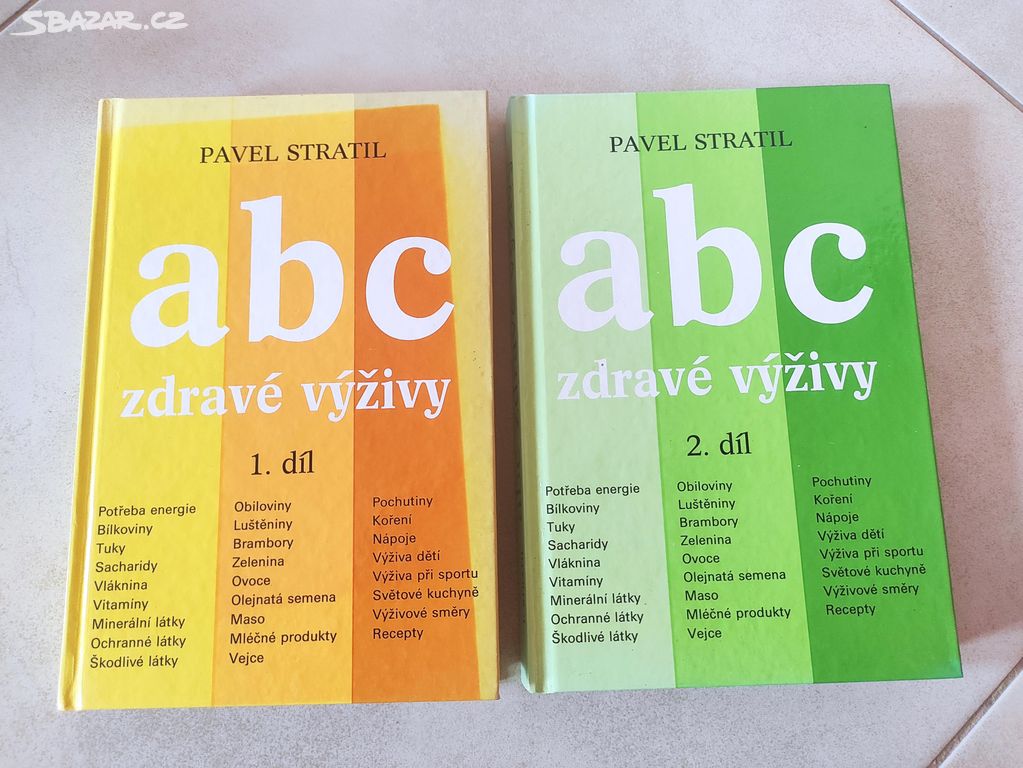 SBAZAR.CZ
PAVEL STRATIL
abc
zdravé výživy
1. díl
Potřeba energie
Bílkoviny
Tuky
Sacharidy
Vláknina
Vitamíny
Minerální látky
Ochranné látky
Škodlivé látky
Obiloviny
Luštěniny
Brambory
Zelenina
Ovoce
Olejnatá semena
Maso
Mléčné produkty
Vejce
Pochutiny
Koření
Nápoje
Výživa dětí
Výživa při sportu
Světové kuchyně
Výživové směry
Recepty
PAVEL STRATIL
abc
zdravé výživy
2. díl
Potřeba energie
Bílkoviny
Tuky
Sacharidy
Vláknina
Vitamíny
Minerální látky
Ochranné látky
Škodlivé látky
Obiloviny
Luštěniny
Brambory
Zelenina
Ovoce
Olejnatá semena
Maso
Mléčné produkty
Vejce
Pochutiny
Koření
Nápoje
Výživa dětí
Výživa při sportu
Světové kuchyně
Výživové směry
Recepty